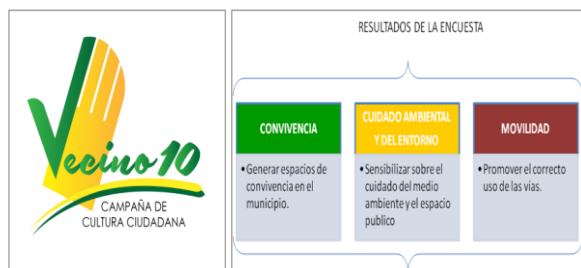 Vecino 10
CAMPAÑA DE
CULTURA CIUDADANA
RESULTADOS DE LA ENCUESTA
CONVIVENCIA
•Generar espacios de
convivencia en el
municipio.
CUIDADO AMBIENTAL
Y DEL ENTORNO
•Sensibilizar sobre el
cuidado del medio
ambiente y el espacio
publico
MOVILIDAD
•Promover el correcto
uso de las vías.